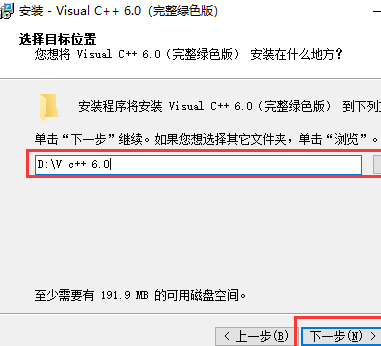 安装 - Visual C++ 6.0（完整绿色版）
选择目标位置
您想将 Visual C++ 6.0（完整绿色版） 安装在什么地方？
安装程序将安装 Visual C++ 6.0（完整绿色版） 到下列文
单击“下一步”继续。如果您想选择其它文件夹，单击“浏览”。
D:\V c++ 6.0
至少需要有 191.9 MB 的可用磁盘空间。
< 上一步(B)
下一步(N) >